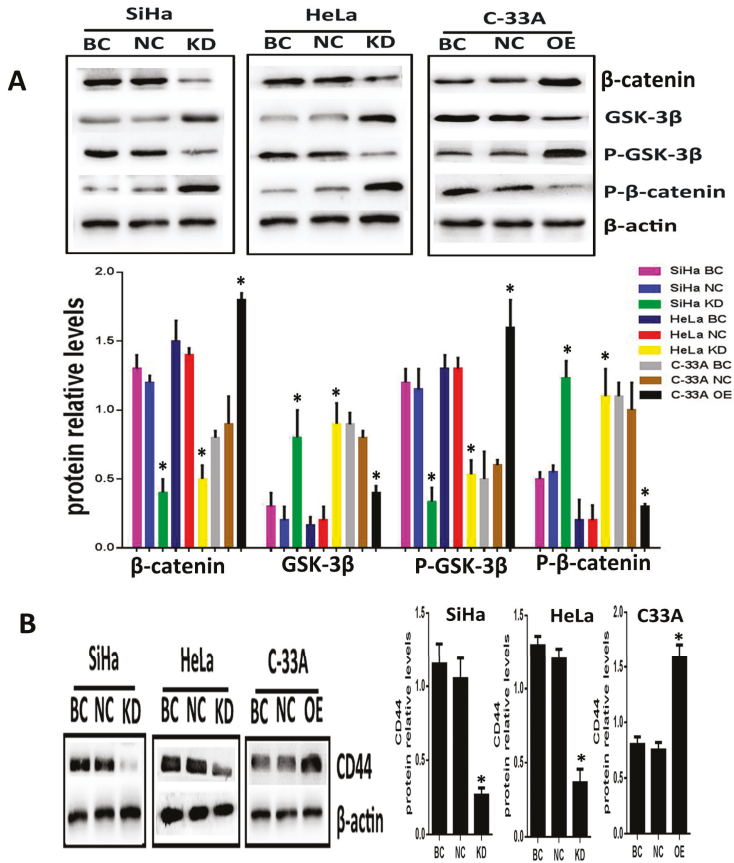 SiHa HeLa C-33A
BC NC KD BC NC KD BC NC OE
A
β-catenin
GSK-3β
P-GSK-3β
P-β-catenin
β-actin
protein relative levels
2.0
1.5
1.0
0.5
0.0
* * * * * * * * * * * *
β-catenin GSK-3β P-GSK-3β P-β-catenin
SiHa BC
SiHa NC
SiHa KD
HeLa BC
HeLa NC
HeLa KD
C-33A BC
C-33A NC
C-33A OE
B
SiHa HeLa C-33A
BC NC KD BC NC KD BC NC OE
CD44
β-actin
SiHa
CD44
protein relative levels
1.5
1.0
0.5
0.0
*
BC NC KD
HeLa
CD44
protein relative levels
1.5
1.0
0.5
0.0
*
BC NC KD
C33A
CD44
protein relative levels
2.0
1.5
1.0
0.5
0.0
*
BC NC OE